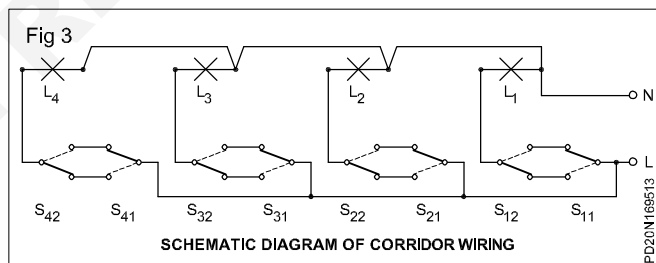 Fig 3
L4 L3 L2 L1
N
L
S42 S41 S32 S31 S22 S21 S12 S11
SCHEMATIC DIAGRAM OF CORRIDOR WIRING
PD20N169513